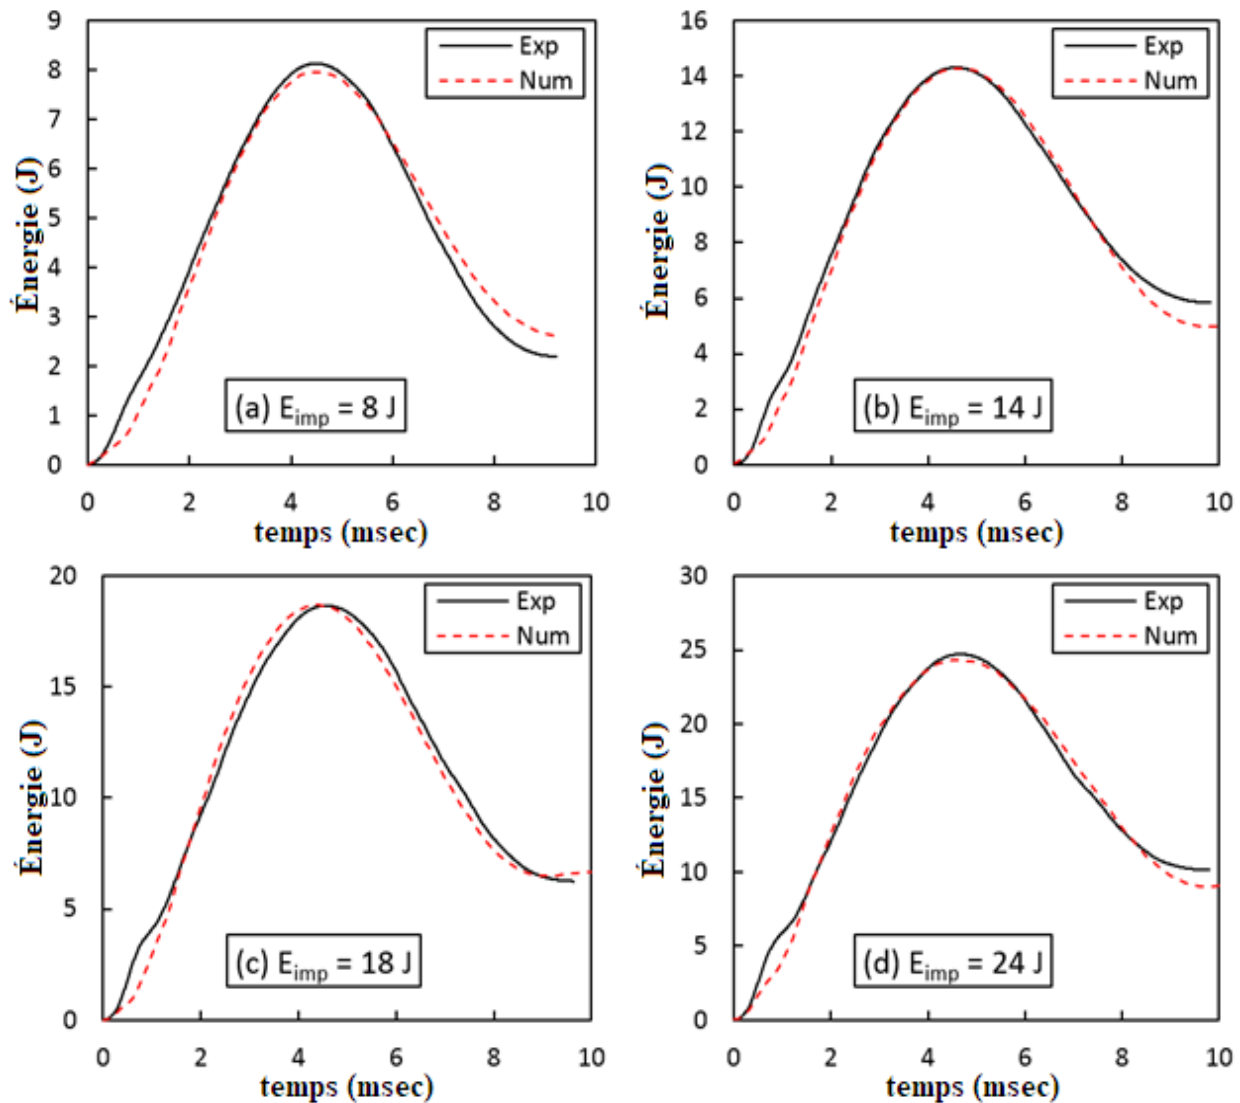 9
8
7
6
5
4
3
2
1
0
Énergie (J)
Exp
Num
(a) Eimp = 8 J
0 2 4 6 8 10
temps (msec)
16
14
12
10
8
6
4
2
0
Énergie (J)
Exp
Num
(b) Eimp = 14 J
0 2 4 6 8 10
temps (msec)
20
15
10
5
0
Énergie (J)
Exp
Num
(c) Eimp = 18 J
0 2 4 6 8 10
temps (msec)
30
25
20
15
10
5
0
Énergie (J)
Exp
Num
(d) Eimp = 24 J
0 2 4 6 8 10
temps (msec)